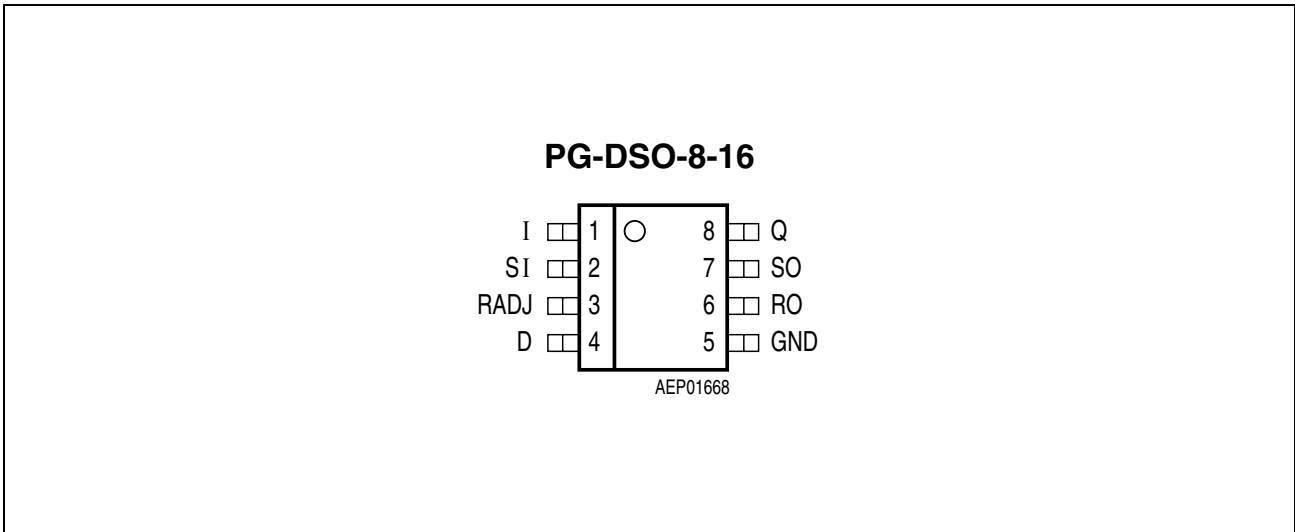 PG-DSO-8-16
I 1 8 Q
SI 2 7 SO
RADJ 3 6 RO
D 4 5 GND
AEP01668